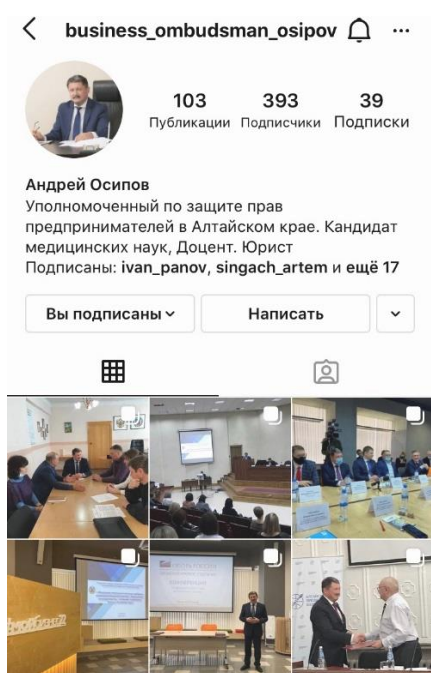 business_ombudsman_osipov
103 393 39
Публикации Подписчики Подписки
Андрей Осипов
Уполномоченный по защите прав
предпринимателей в Алтайском крае. Кандидат
медицинских наук, Доцент. Юрист
Подписаны: ivan_panov, singach_artem и ещё 17
Вы подписаны
Написать